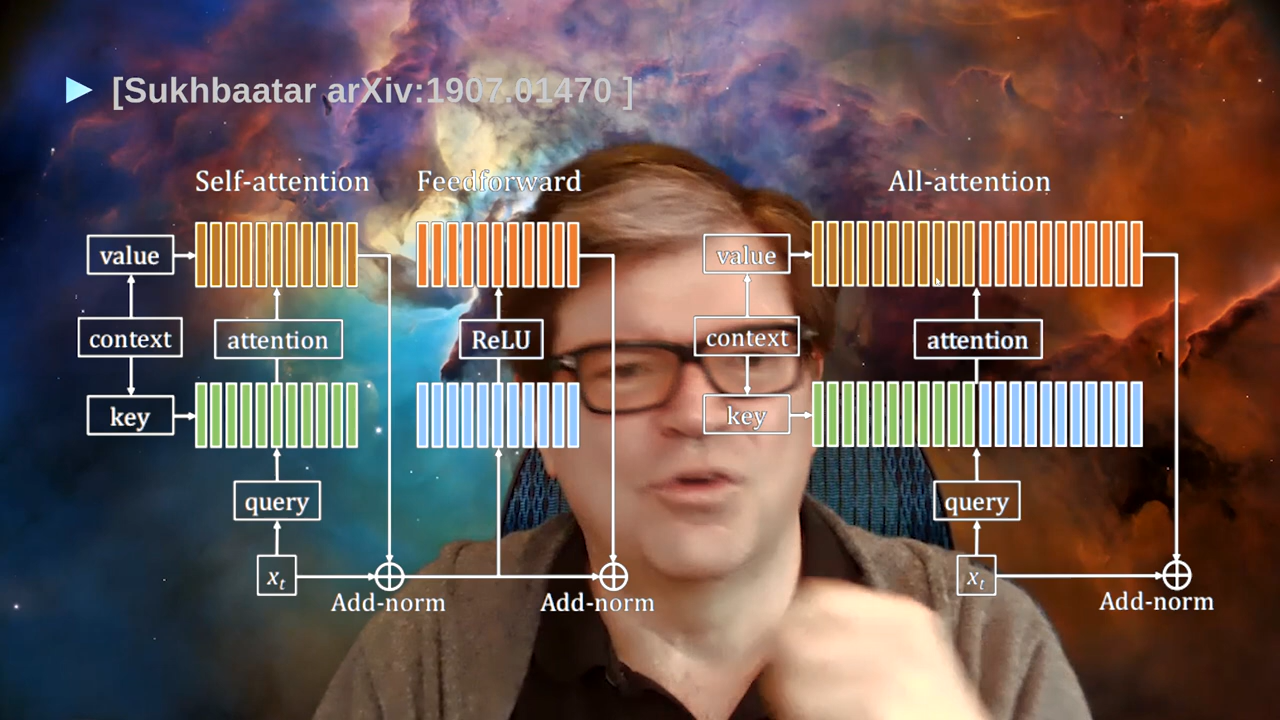 [Sukhbaatar arXiv:1907.01470 ]
Self-attention
Feedforward
All-attention
value
value
context
attention
ReLU
context
attention
key
key
query
query
xₜ
xₜ
Add-norm
Add-norm
Add-norm